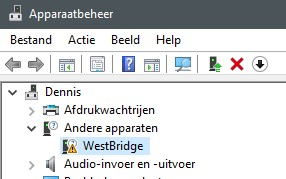 Apparaatbeheer
Bestand Actie Beeld Help
Dennis
Afdrukwachtrijen
Andere apparaten
WestBridge
Audio-invoer en -uitvoer